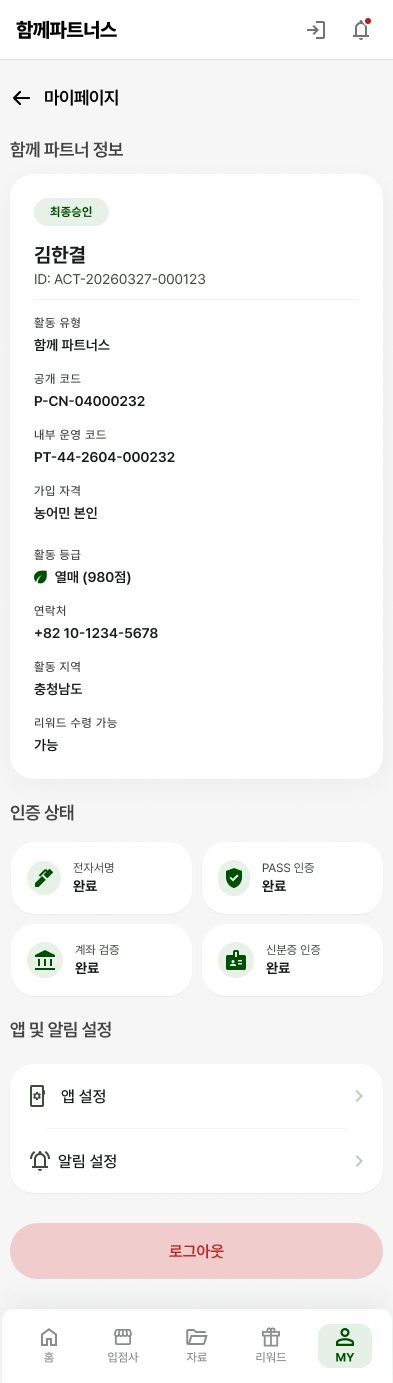 함께파트너스
마이페이지
함께 파트너 정보
최종승인
김한결
ID: ACT-20260327-000123
활동 유형
함께 파트너스
공개 코드
P-CN-04000232
내부 운영 코드
PT-44-2604-000232
가입 자격
농어민 본인
활동 등급
열매 (980점)
연락처
+82 10-1234-5678
활동 지역
충청남도
리워드 수령 가능
가능
인증 상태
전자서명
완료
PASS 인증
완료
계좌 검증
완료
신분증 인증
완료
앱 및 알림 설정
앱 설정
알림 설정
로그아웃
홈
입점사
자료
리워드
MY